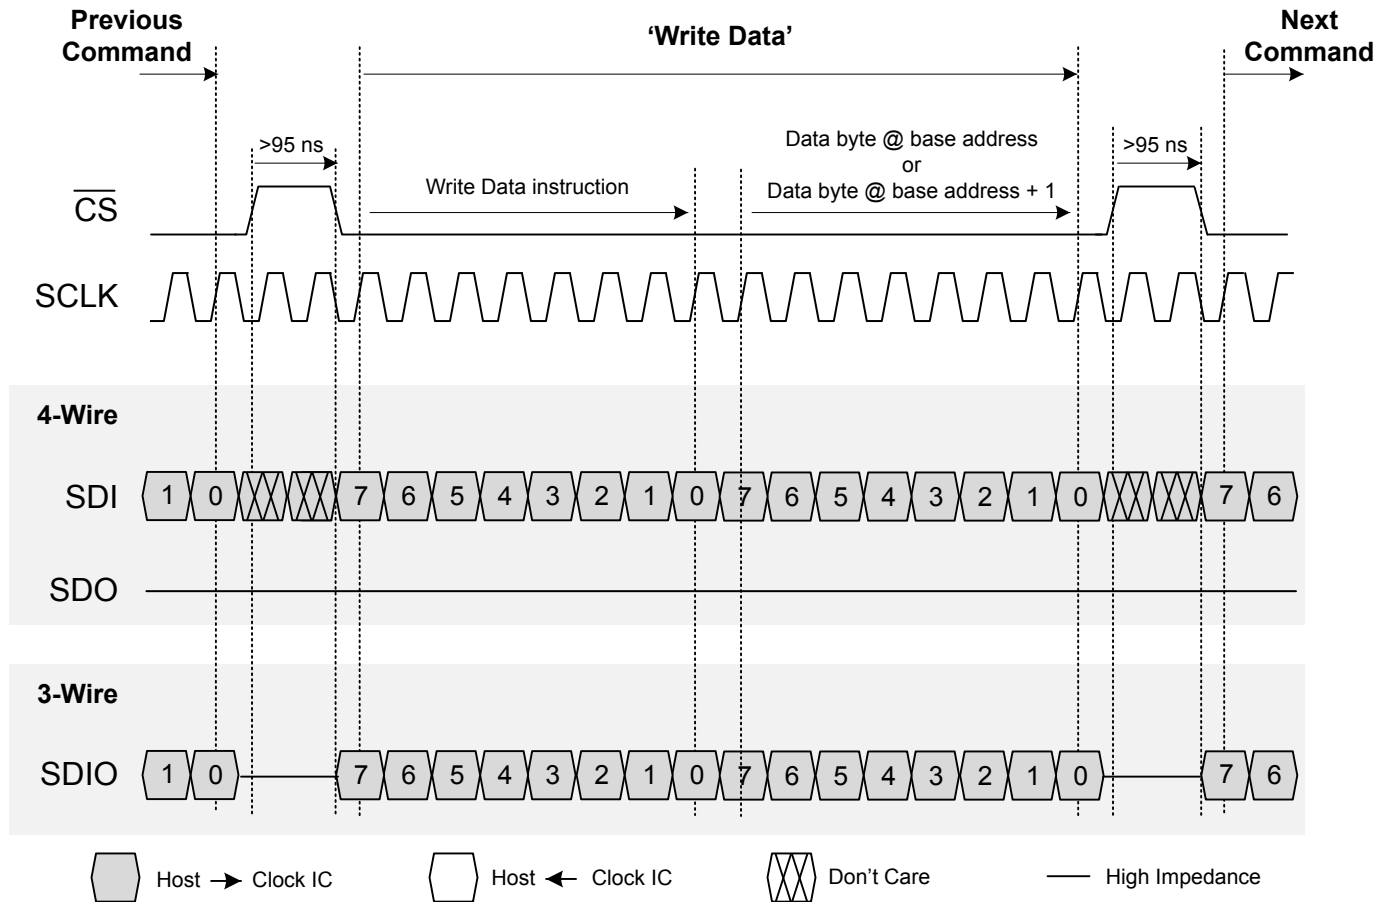 Previous
Command
‘Write Data’
Next
Command
>95 ns
Write Data instruction
Data byte @ base address
or
Data byte @ base address + 1
>95 ns
CS
SCLK
4-Wire
SDI 1 0 7 6 5 4 3 2 1 0 7 6 5 4 3 2 1 0 7 6
SDO
3-Wire
SDIO 1 0 7 6 5 4 3 2 1 0 7 6 5 4 3 2 1 0 7 6
Host → Clock IC Host ← Clock IC Don’t Care High Impedance